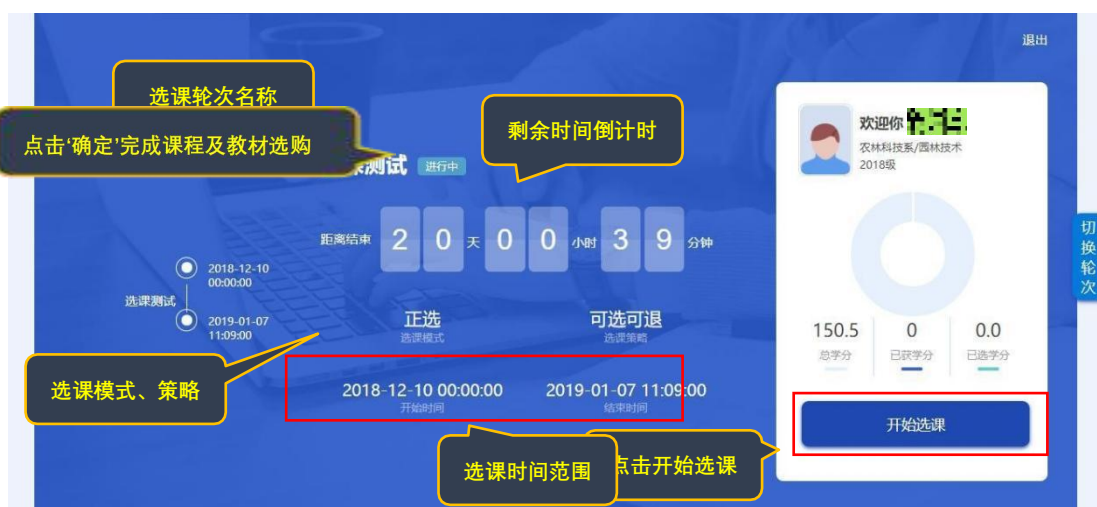 退出
选课轮次名称
点击‘确定’完成课程及教材选购
剩余时间倒计时
测试 进行中
欢迎你
农林科技系/园林技术
2018级
距离结束 2 0 天 0 0 小时 3 9 分钟
切换轮次
2018-12-10
00:00:00
选课测试
2019-01-07
11:09:00
正选
选课模式
可选可退
选课策略
150.5
总学分
0
已获学分
0.0
已选学分
选课模式、策略
2018-12-10 00:00:00
开始时间
2019-01-07 11:09:00
结束时间
开始选课
选课时间范围
点击开始选课